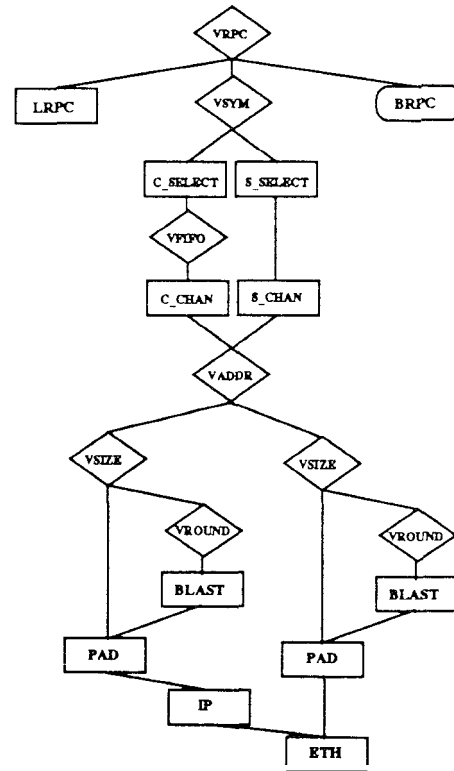 VRPC
LRPC
VSYM
BRPC
C_SELECT
S_SELECT
VFIFO
C_CHAN
S_CHAN
VADDR
VSIZE
VSIZE
VROUND
VROUND
BLAST
BLAST
PAD
PAD
IP
ETH